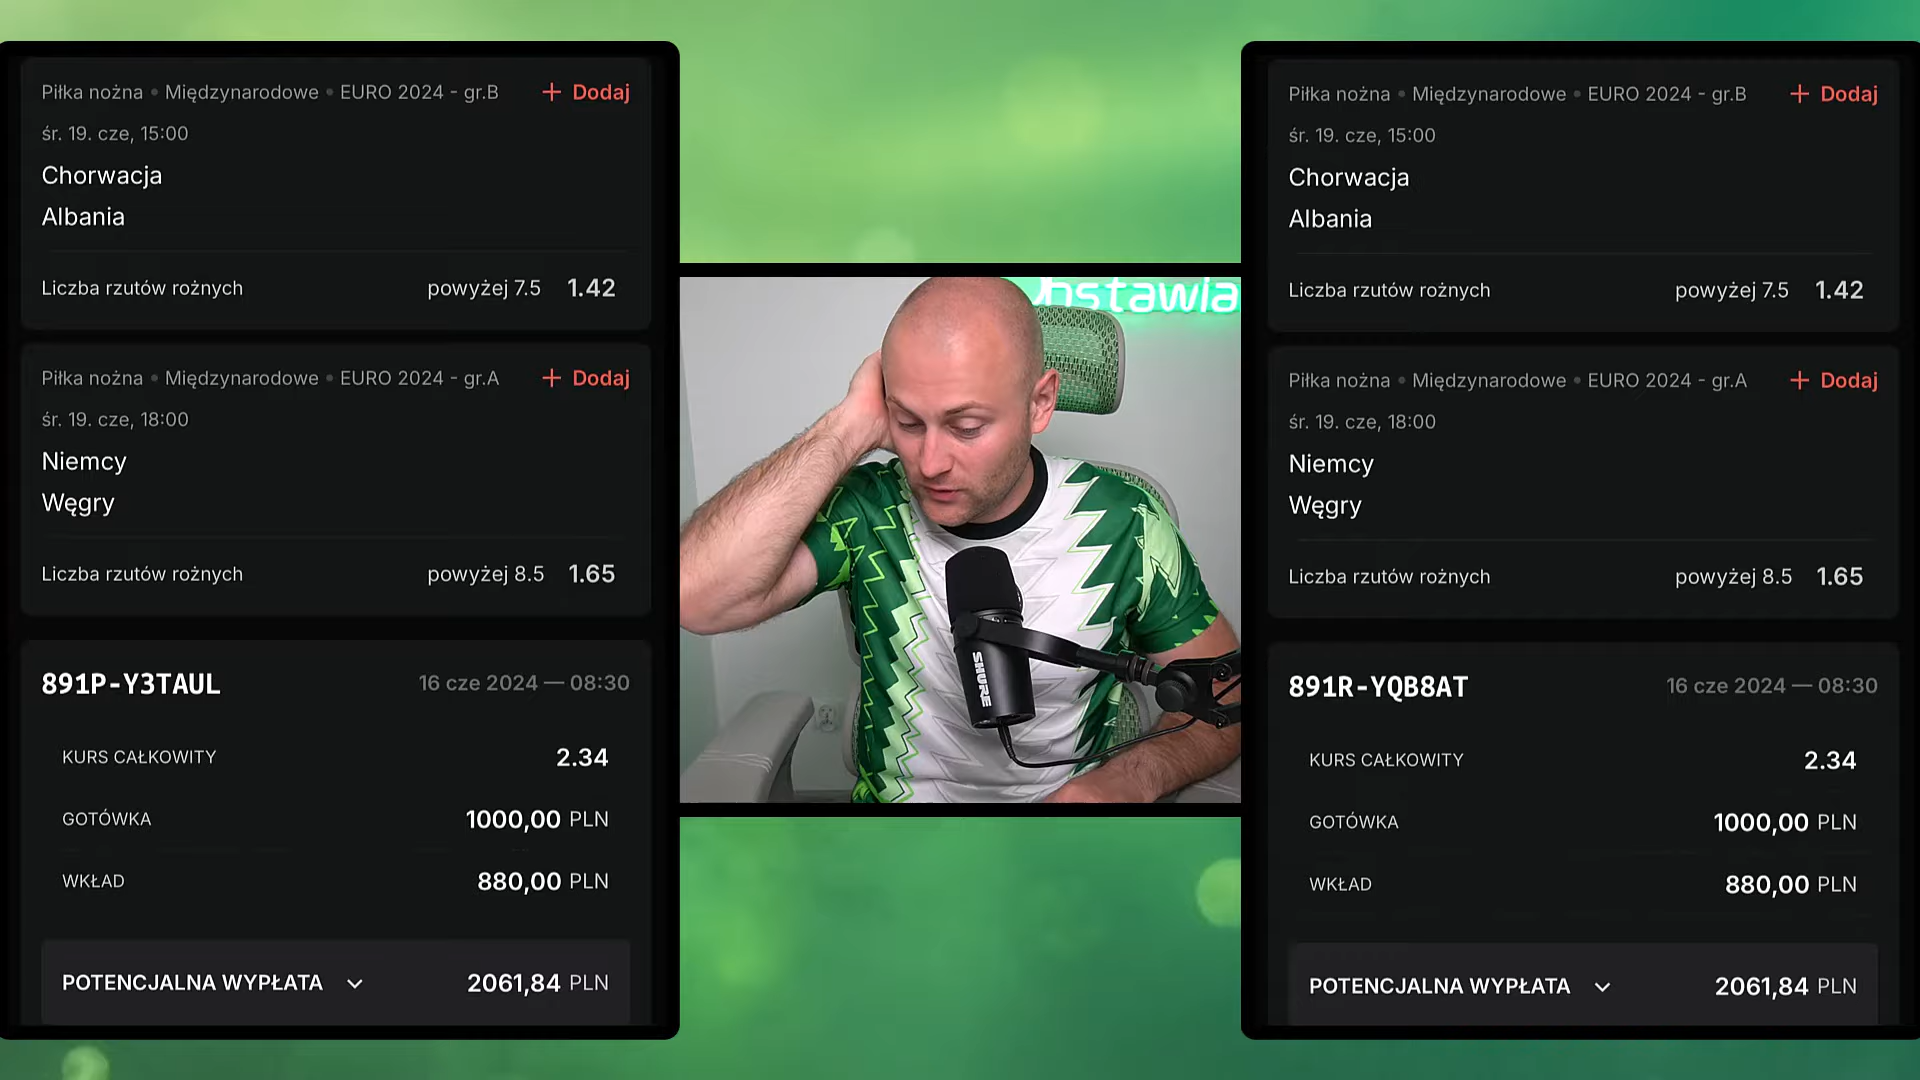 Piłka nożna • Międzynarodowe • EURO 2024 - gr.B + Dodaj
śr. 19. cze, 15:00
Chorwacja
Albania
Liczba rzutów rożnych powyżej 7.5 1.42
Piłka nożna • Międzynarodowe • EURO 2024 - gr.A + Dodaj
śr. 19. cze, 18:00
Niemcy
Węgry
Liczba rzutów rożnych powyżej 8.5 1.65
891P-Y3TAUL 16 cze 2024 — 08:30
KURS CAŁKOWITY 2.34
GOTÓWKA 1000,00 PLN
WKŁAD 880,00 PLN
POTENCJALNA WYPŁATA 2061,84 PLN
SHURE
Piłka nożna • Międzynarodowe • EURO 2024 - gr.B + Dodaj
śr. 19. cze, 15:00
Chorwacja
Albania
Liczba rzutów rożnych powyżej 7.5 1.42
Piłka nożna • Międzynarodowe • EURO 2024 - gr.A + Dodaj
śr. 19. cze, 18:00
Niemcy
Węgry
Liczba rzutów rożnych powyżej 8.5 1.65
891R-YQB8AT 16 cze 2024 — 08:30
KURS CAŁKOWITY 2.34
GOTÓWKA 1000,00 PLN
WKŁAD 880,00 PLN
POTENCJALNA WYPŁATA 2061,84 PLN